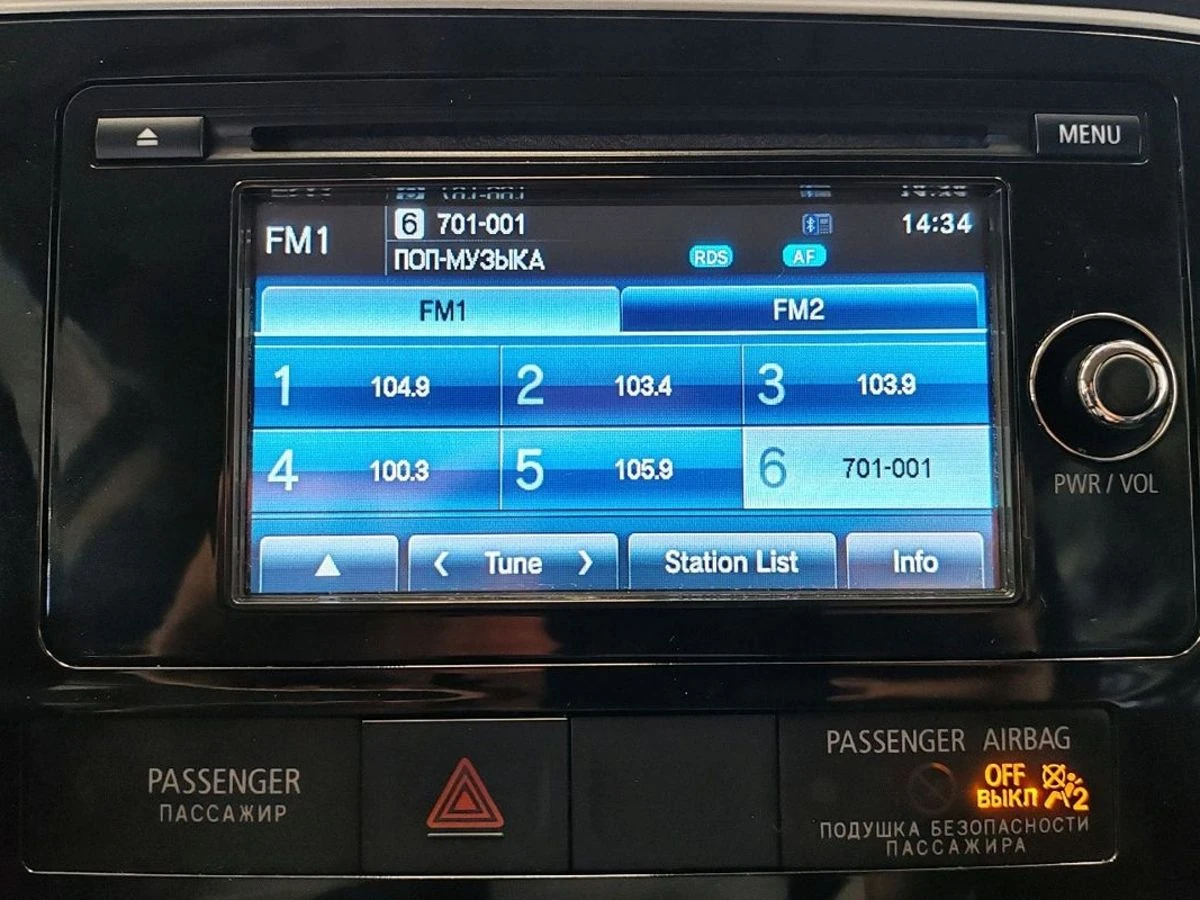 MENU
FM1
6 701-001
14:34
ПОП-МУЗЫКА
RDS
AF
FM1
FM2
1 104.9
2 103.4
3 103.9
4 100.3
5 105.9
6 701-001
Tune
Station List
Info
PWR / VOL
PASSENGER
ПАССАЖИР
PASSENGER AIRBAG
OFF
ВЫКЛ
2
ПОДУШКА БЕЗОПАСНОСТИ
ПАССАЖИРА